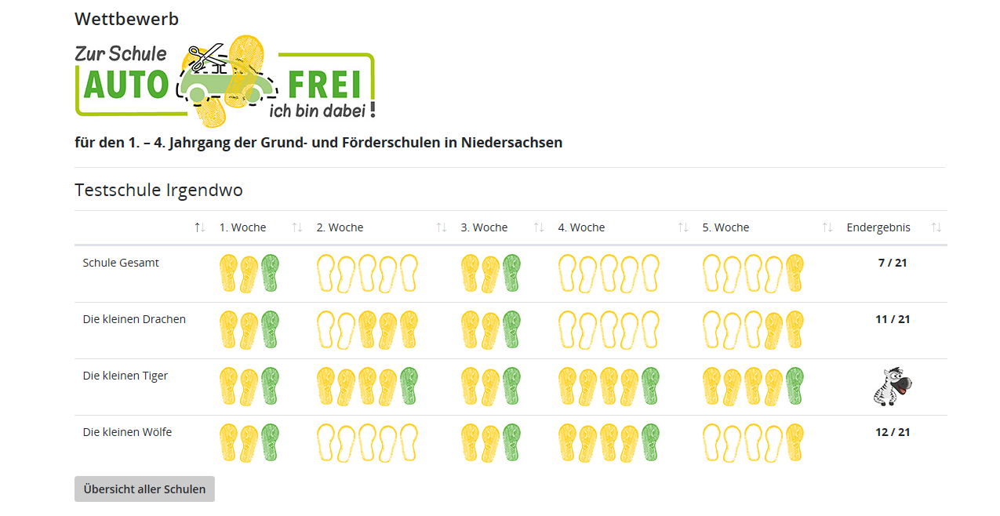 Wettbewerb
Zur Schule
AUTO FREI
ich bin dabei!
für den 1. – 4. Jahrgang der Grund- und Förderschulen in Niedersachsen
Testschule Irgendwo
1. Woche 2. Woche 3. Woche 4. Woche 5. Woche Endergebnis
Schule Gesamt 7 / 21
Die kleinen Drachen 11 / 21
Die kleinen Tiger
Die kleinen Wölfe 12 / 21
Übersicht aller Schulen